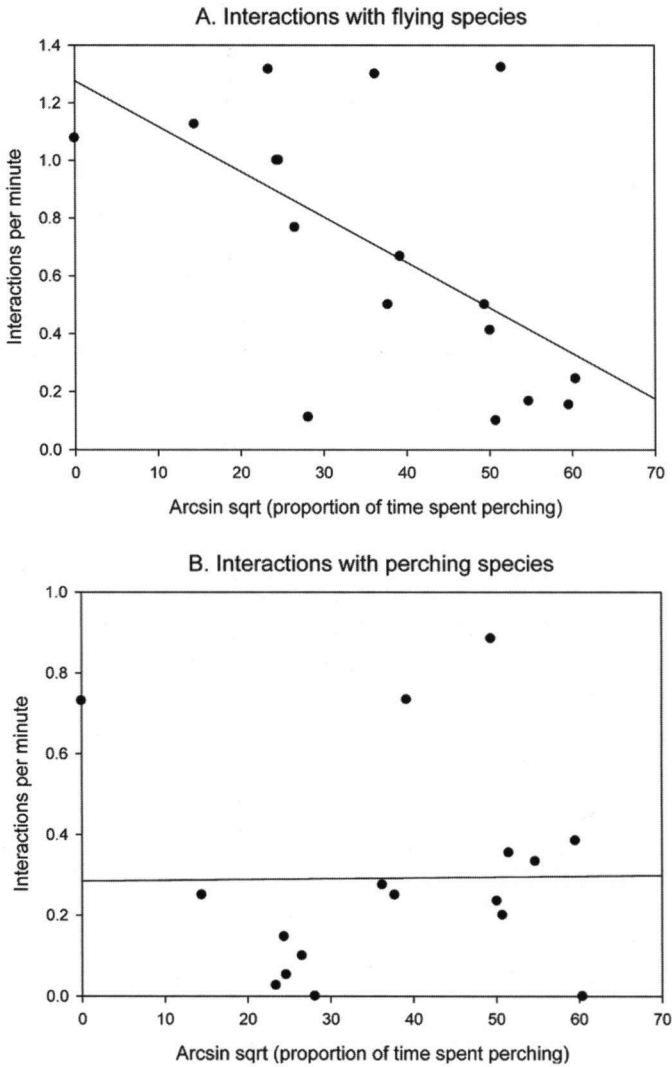 A. Interactions with flying species
1.4
1.2
1.0
0.8
0.6
0.4
0.2
0.0
Interactions per minute
0 10 20 30 40 50 60 70
Arcsin sqrt (proportion of time spent perching)
B. Interactions with perching species
1.0
0.8
0.6
0.4
0.2
0.0
Interactions per minute
0 10 20 30 40 50 60 70
Arcsin sqrt (proportion of time spent perching)